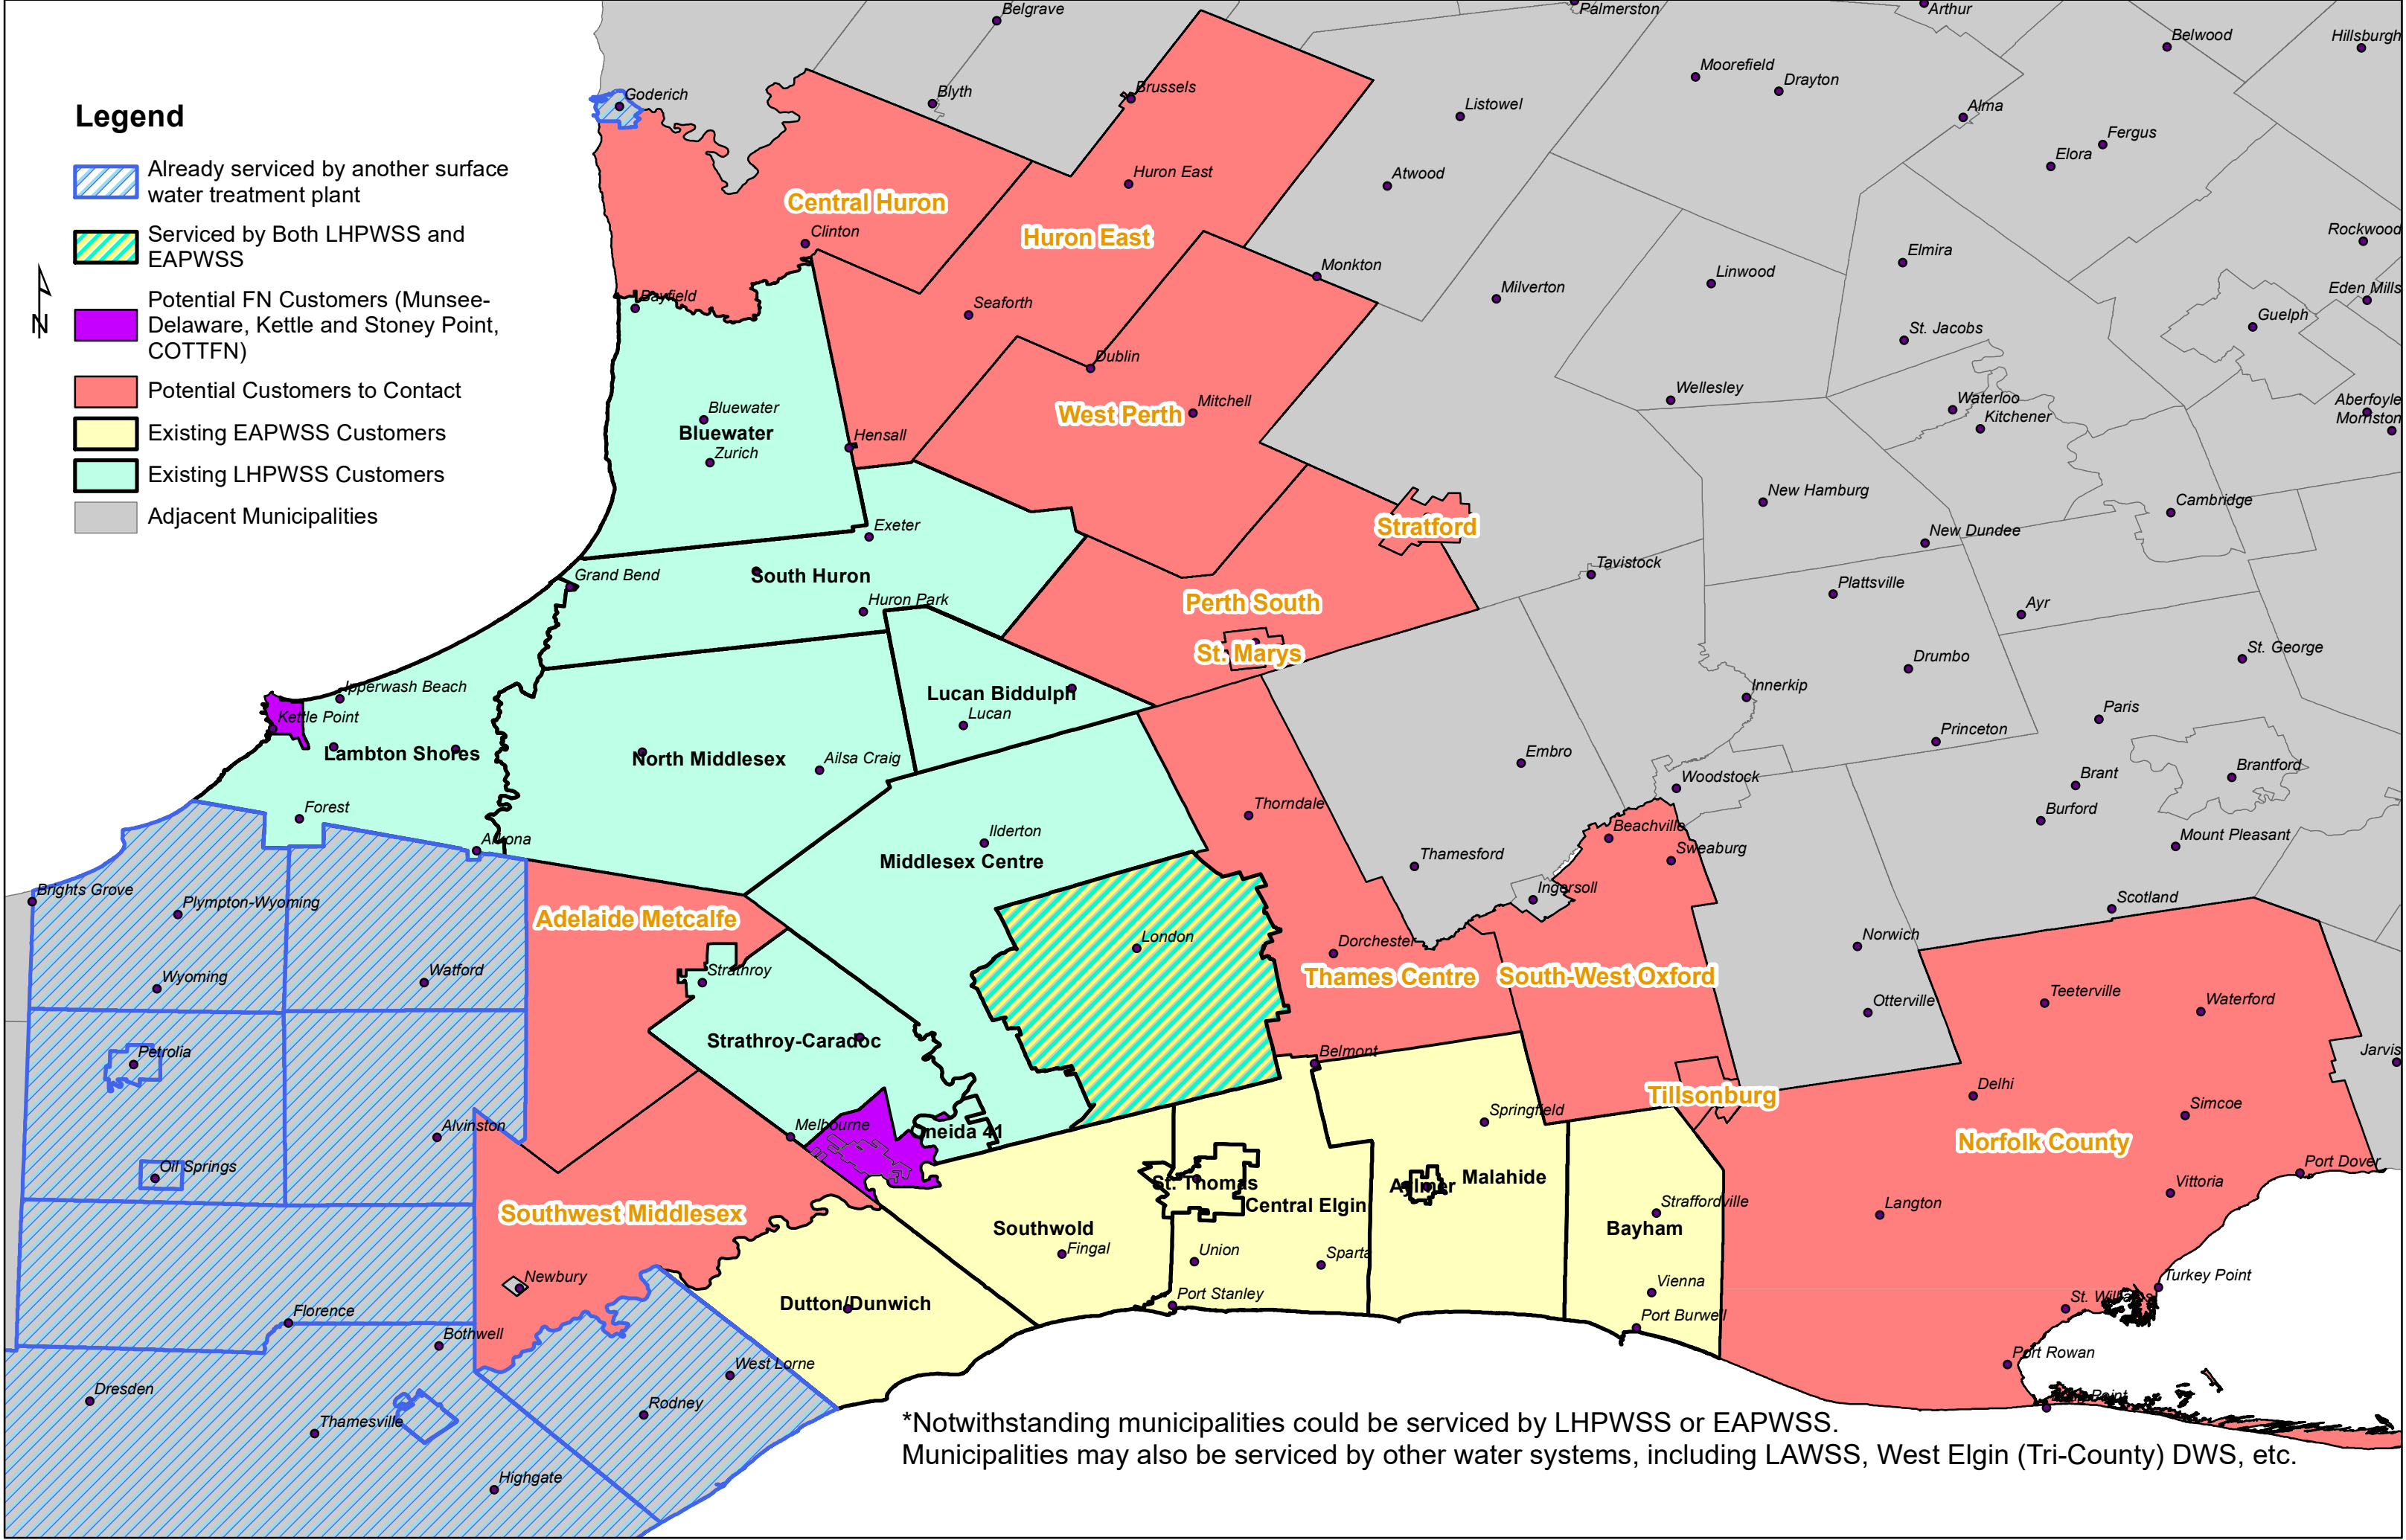 Legend
Already serviced by another surface
water treatment plant
Serviced by Both LHPWSS and
EAPWSS
Potential FN Customers (Munsee-
Delaware, Kettle and Stoney Point,
COTTFN)
Potential Customers to Contact
Existing EAPWSS Customers
Existing LHPWSS Customers
Adjacent Municipalities
N
Belgrave
Palmerston
Arthur
Belwood
Hillsburgh
Moorefield
Drayton
Goderich
Blyth
Brussels
Listowel
Alma
Fergus
Elora
Huron East
Atwood
Central Huron
Clinton
Huron East
Rockwood
Elmira
Monkton
Linwood
Milverton
Eden Mills
Bayfield
Seaforth
Guelph
St. Jacobs
Dublin
Wellesley
Waterloo
Kitchener
Aberfoyle
Morriston
Mitchell
West Perth
Bluewater
Bluewater
Zurich
Hensall
New Hamburg
Cambridge
Exeter
Stratford
New Dundee
Grand Bend
South Huron
Tavistock
Plattsville
Huron Park
Perth South
Ayr
St. Marys
St. George
Drumbo
Ipperwash Beach
Kettle Point
Lucan Biddulph
Lucan
Innerkip
Paris
Princeton
Lambton Shores
North Middlesex
Ailsa Craig
Embro
Woodstock
Brant
Brantford
Forest
Thorndale
Burford
Arkona
Ilderton
Beachville
Mount Pleasant
Middlesex Centre
Thamesford
Sweaburg
Brights Grove
Plympton-Wyoming
Ingersoll
Scotland
Adelaide Metcalfe
London
Dorchester
Norwich
Wyoming
Watford
Strathroy
Thames Centre
South-West Oxford
Teeterville
Waterford
Otterville
Strathroy-Caradoc
Petrolia
Belmont
Jarvis
Tillsonburg
Delhi
Simcoe
Springfield
Alvinston
Melbourne
neida 41
Norfolk County
Oil Springs
St. Thomas
Aylmer
Malahide
Port Dover
Vittoria
Southwest Middlesex
Central Elgin
Straffordville
Langton
Southwold
Fingal
Bayham
Union
Sparta
Newbury
Vienna
Turkey Point
Port Stanley
St. Williams
Florence
Dutton/Dunwich
Port Burwell
Bothwell
Port Rowan
West Lorne
Dresden
Rodney
Point
Thamesville
Highgate
*Notwithstanding municipalities could be serviced by LHPWSS or EAPWSS.
Municipalities may also be serviced by other water systems, including LAWSS, West Elgin (Tri-County) DWS, etc.